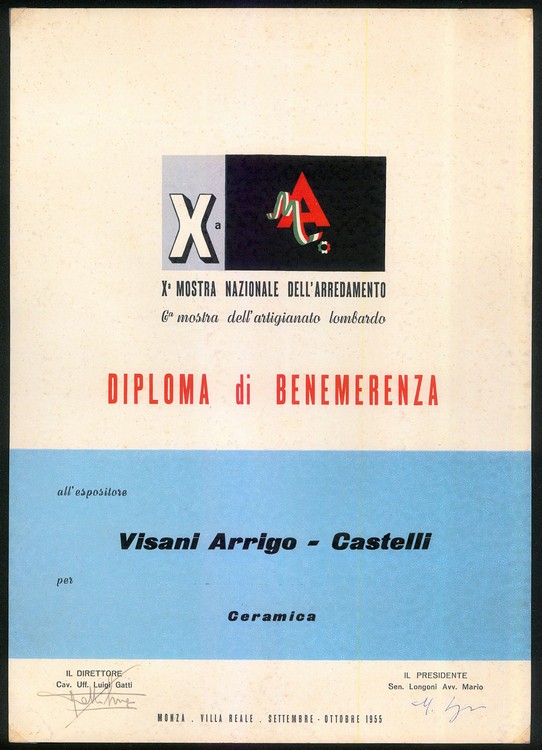 Xª
MA
Xª MOSTRA NAZIONALE DELL'ARREDAMENTO
6ª mostra dell'artigianato lombardo
DIPLOMA di BENEMERENZA
all'espositore
Visani Arrigo - Castelli
per
Ceramica
IL DIRETTORE
Cav. Uff. Luigi Gatti
IL PRESIDENTE
Sen. Longoni Avv. Mario
MONZA . VILLA REALE . SETTEMBRE - OTTOBRE 1955